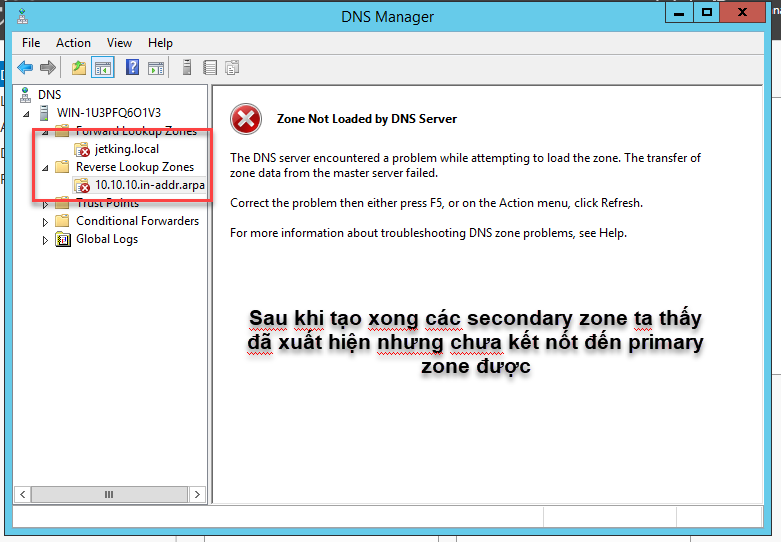 DNS Manager
File Action View Help
DNS
WIN-1U3PFQ6O1V3
Forward Lookup Zones
jetking.local
Reverse Lookup Zones
10.10.10.in-addr.arpa
Trust Points
Conditional Forwarders
Global Logs
Zone Not Loaded by DNS Server
The DNS server encountered a problem while attempting to load the zone. The transfer of
zone data from the master server failed.
Correct the problem then either press F5, or on the Action menu, click Refresh.
For more information about troubleshooting DNS zone problems, see Help.
Sau khi tạo xong các secondary zone ta thấy
đã xuất hiện nhưng chưa kết nốt đến primary
zone được